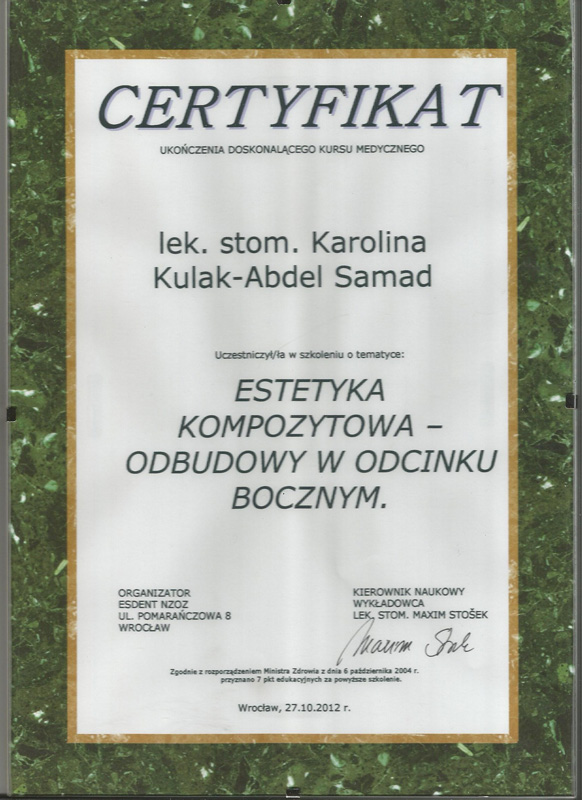 CERTYFIKAT
UKOŃCZENIA DOSKONALĄCEGO KURSU MEDYCZNEGO
lek. stom. Karolina
Kulak-Abdel Samad
Uczestniczył/ła w szkoleniu o tematyce:
ESTETYKA
KOMPOZYTOWA –
ODBUDOWY W ODCINKU
BOCZNYM.
ORGANIZATOR
ESDENT NZOZ
UL. POMARAŃCZOWA 8
WROCŁAW
KIEROWNIK NAUKOWY
WYKŁADOWCA
LEK. STOM. MAXIM STOŠEK
Zgodnie z rozporządzeniem Ministra Zdrowia z dnia 6 października 2004 r.
przyznano 7 pkt edukacyjnych za powyższe szkolenie.
Wrocław, 27.10.2012 r.